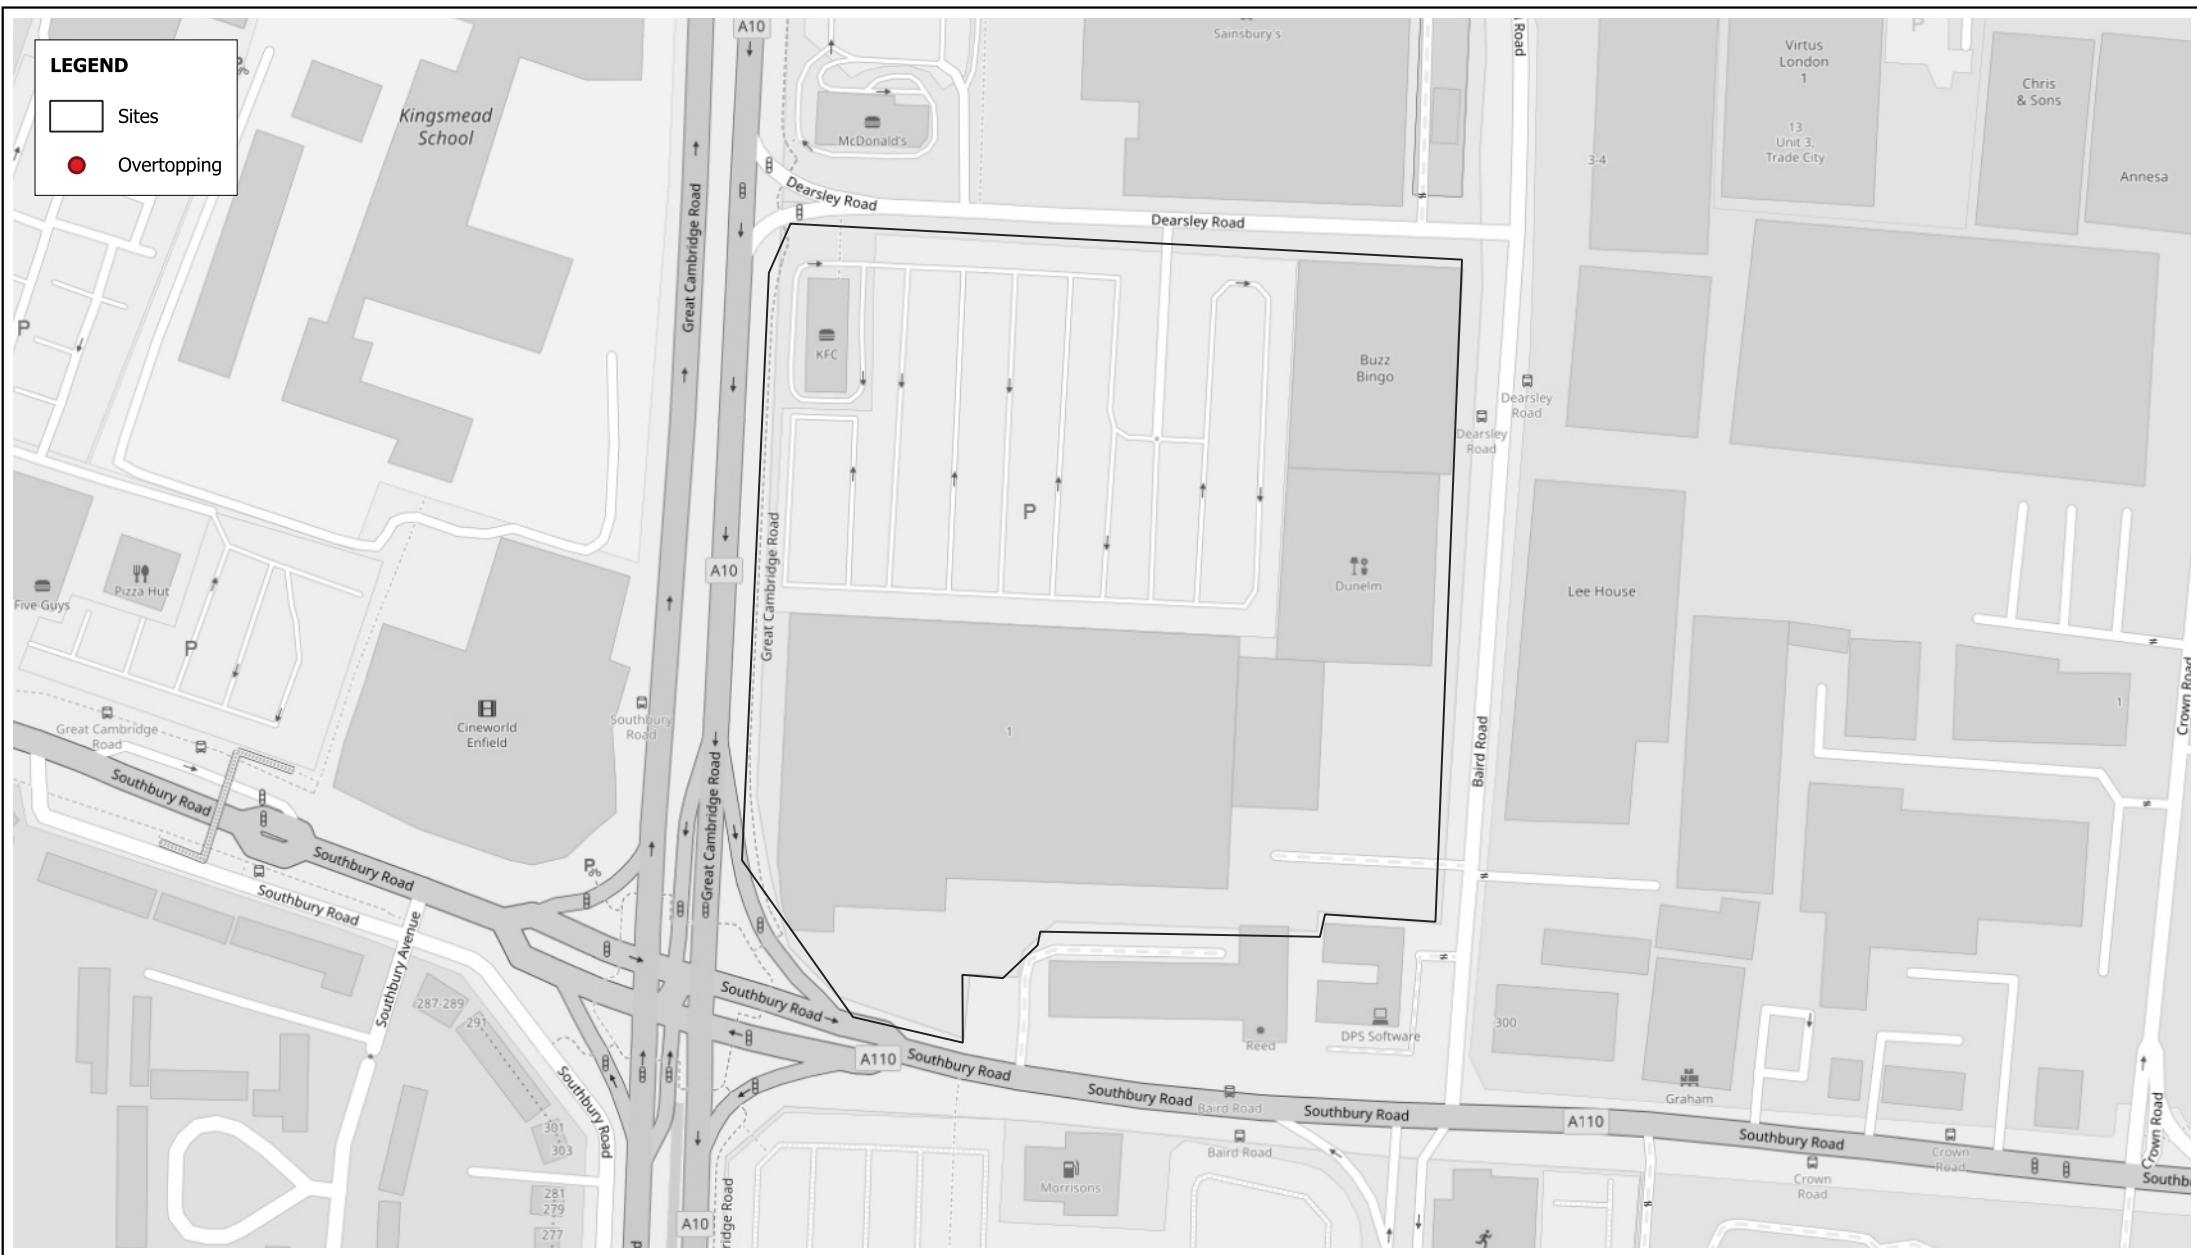 LEGEND
Sites
Overtopping
Kingsmead
School
A10
Sainsbury's
McDonald's
Dearsley Road
Dearsley Road
Great Cambridge Road
Road
Virtus
London
1
13
Unit 3,
Trade City
Chris
& Sons
Annesa
3-4
P
P
KFC
Buzz
Bingo
Dearsley
Road
Dearsley
Road
P
A10
Great Cambridge Road
Dunelm
Lee House
Five Guys
Pizza Hut
P
Cineworld
Enfield
Southbury
Road
Great Cambridge
Road
Southbury Road
Southbury Road
Southbury Road
Great Cambridge Road
1
Baird Road
1
Crown Road
P
Southbury Avenue
287-289
291
301
303
281
279
277
Southbury Road
Southbury Road
A110
Southbury Road
Reed
DPS Software
300
Graham
Southbury Road
Baird Road
Southbury Road
A110
Southbury Road
Baird Road
Crown
Road
Crown
Road
Crown Road
Southb
Morrisons
A10
ridge Road